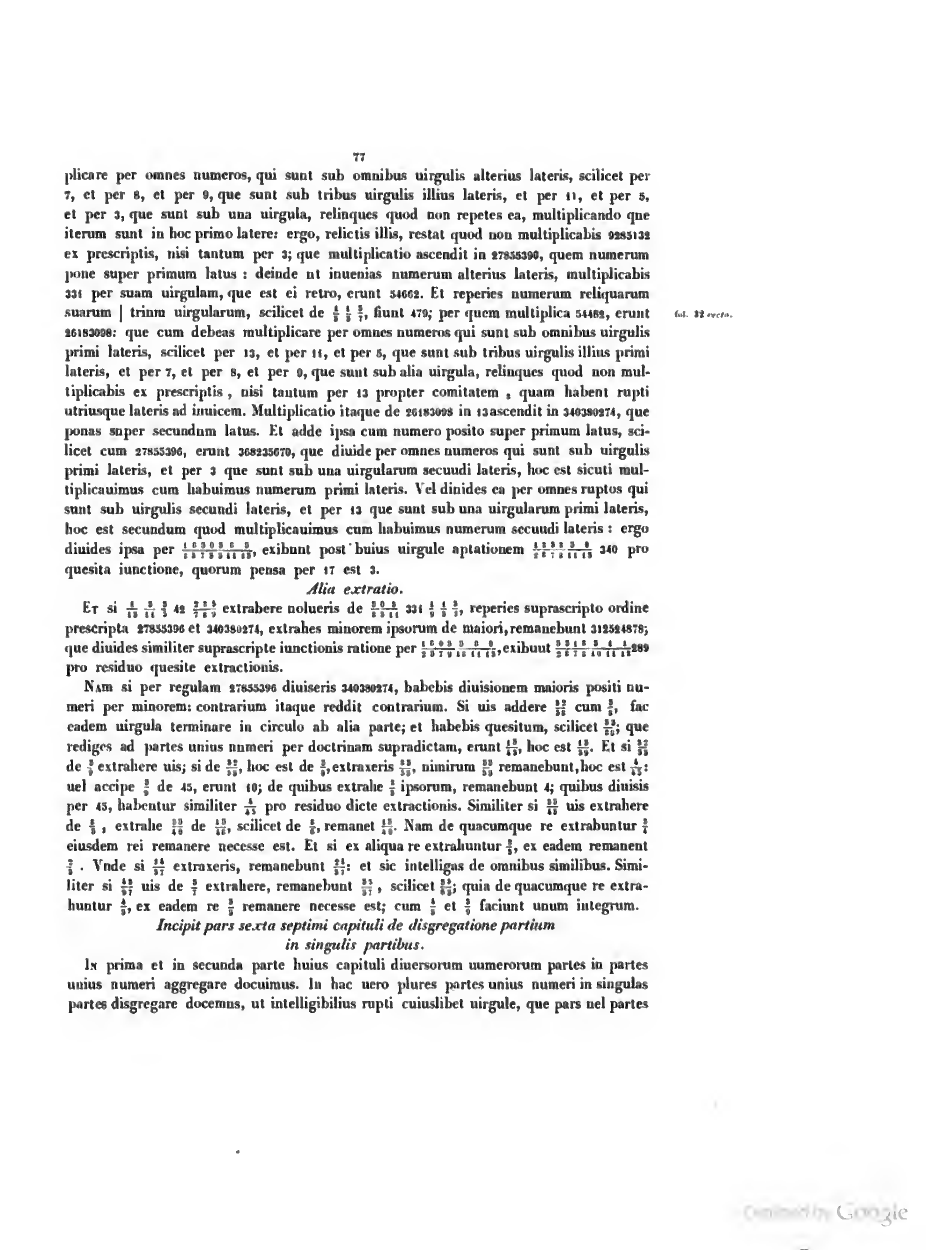 77
plicare per omnes numeros, qui sunt sub omnibus uirgulis alterius lateris, scilicet per
7, et per 8, et per 9, que sunt sub tribus uirgulis illius lateris, et per 11, et per 5,
et per 3, que sunt sub una uirgula, relinques quod non repetes ea, multiplicando que
iterum sunt in hoc primo latere: ergo, relictis illis, restat quod non multiplicabis 9285132
ex prescriptis, nisi tantum per 3; que multiplicatio ascendit in 27855396, quem numerum
pone super primum latus : deinde ut inuenias numerum alterius lateris, multiplicabis
331 per suam uirgulam, que est ei retro, erunt 54662. Et reperies numerum reliquarum
suarum | trium uirgularum, scilicet de fiunt 479; per quem multiplica 54662, erunt
fol. 32 recto.
26183098: que cum debeas multiplicare per omnes numeros qui sunt sub omnibus uirgulis
primi lateris, scilicet per 13, et per 11, et per 5, que sunt sub tribus uirgulis illius primi
lateris, et per 7, et per 8, et per 9, que sunt sub alia uirgula, relinques quod non mul-
tiplicabis ex prescriptis , nisi tantum per 13 propter comitatem , quam habent rupti
utriusque lateris ad inuicem. Multiplicatio itaque de 26183098 in 13 ascendit in 340380274, que
ponas super secundum latus. Et adde ipsa cum numero posito super primum latus, sci-
licet cum 27855396, erunt 368235670, que diuide per omnes numeros qui sunt sub uirgulis
primi lateris, et per 3 que sunt sub una uirgularum secundi lateris, hoc est sicuti mul-
tiplicauimus cum habuimus numerum primi lateris. Vel diuides ea per omnes ruptos qui
sunt sub uirgulis secundi lateris, et per 13 que sunt sub una uirgularum primi lateris,
hoc est secundum quod multiplicauimus cum habuimus numerum secundi lateris : ergo
diuides ipsa per exibunt post huius uirgule aptationem 340 pro
quesita iunctione, quorum pensa per 17 est 3.
Alia extratio.
Et si 42 extrahere uolueris de 331 reperies suprascripto ordine
prescripta 27855396 et 340380274, extrahes minorem ipsorum de maiori, remanebunt 312524878;
que diuides similiter suprascripte iunctionis ratione per exibunt 289
pro residuo quesite extractionis.
Nam si per regulam 27855396 diuiseris 340380274, habebis diuisionem maioris positi nu-
meri per minorem: contrarium itaque reddit contrarium. Si uis addere cum fac
eadem uirgula terminare in circulo ab alia parte; et habebis quesitum, scilicet que
rediges ad partes unius numeri per doctrinam supradictam, erunt hoc est Et si
de extrahere uis; si de hoc est de extraxeris nimirum remanebunt, hoc est
uel accipe de 45, erunt 10; de quibus extrahe ipsorum, remanebunt 4; quibus diuisis
per 45, habentur similiter pro residuo dicte extractionis. Similiter si uis extrahere
de , extrahe de scilicet de remanet Nam de quacumque re extrahuntur
eiusdem rei remanere necesse est. Et si ex aliqua re extrahuntur ex eadem remanent
. Vnde si extraxeris, remanebunt et sic intelligas de omnibus similibus. Simi-
liter si uis de extrahere, remanebunt , scilicet quia de quacumque re extra-
huntur ex eadem re remanere necesse est; cum et faciunt unum integrum.
Incipit pars sexta septimi capituli de disgregatione partium
in singulis partibus.
In prima et in secunda parte huius capituli diuersorum numerorum partes in partes
unius numeri aggregare docuimus. In hac uero plures partes unius numeri in singulas
partes disgregare docemus, ut intelligibilius rupti cuiuslibet uirgule, que pars uel partes
Digitized by Google